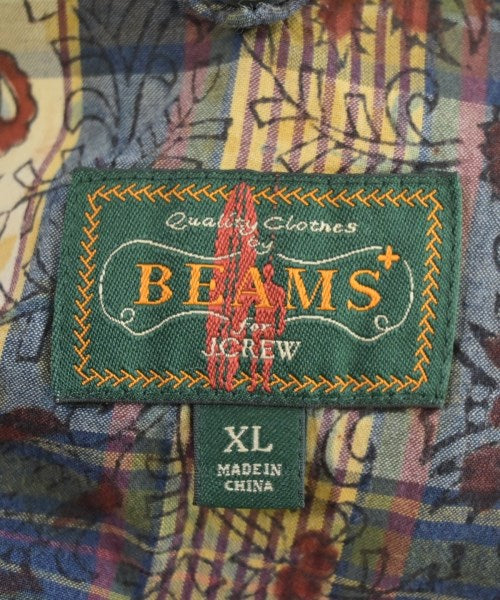 Quality Clothes
by
BEAMS+
for
J.CREW
XL
MADE IN
CHINA